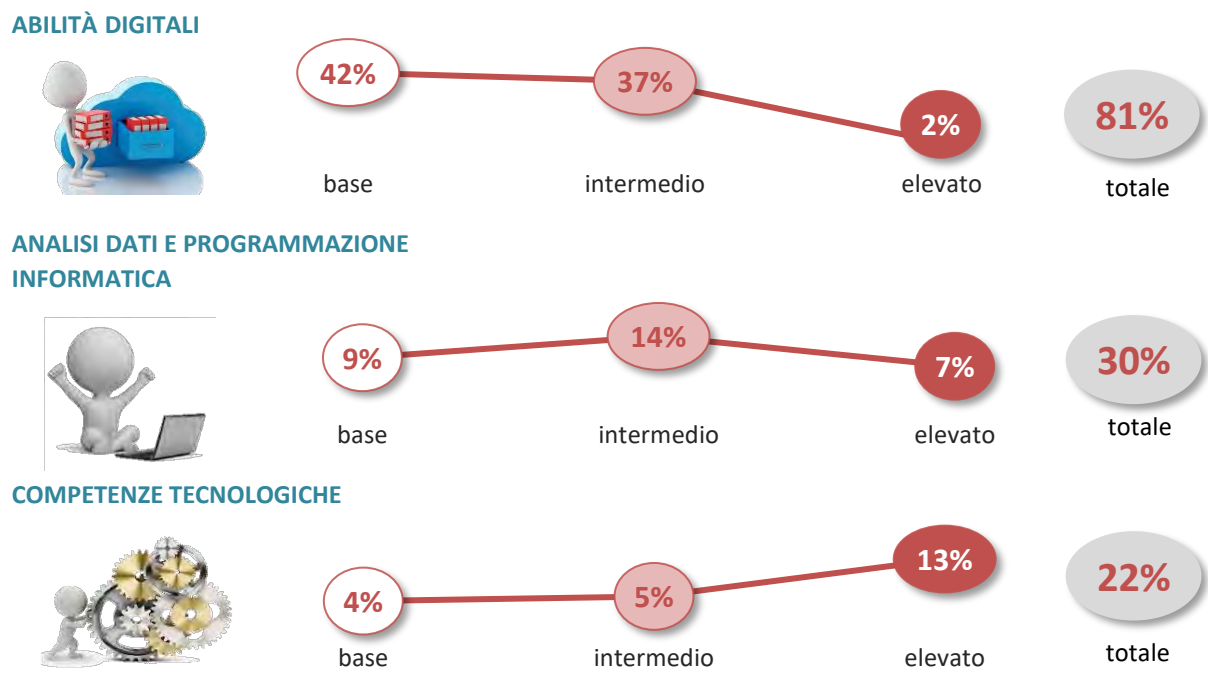 ABILITÀ DIGITALI
42%
37%
2%
81%
base
intermedio
elevato
totale
ANALISI DATI E PROGRAMMAZIONE
INFORMATICA
9%
14%
7%
30%
base
intermedio
elevato
totale
COMPETENZE TECNOLOGICHE
4%
5%
13%
22%
base
intermedio
elevato
totale